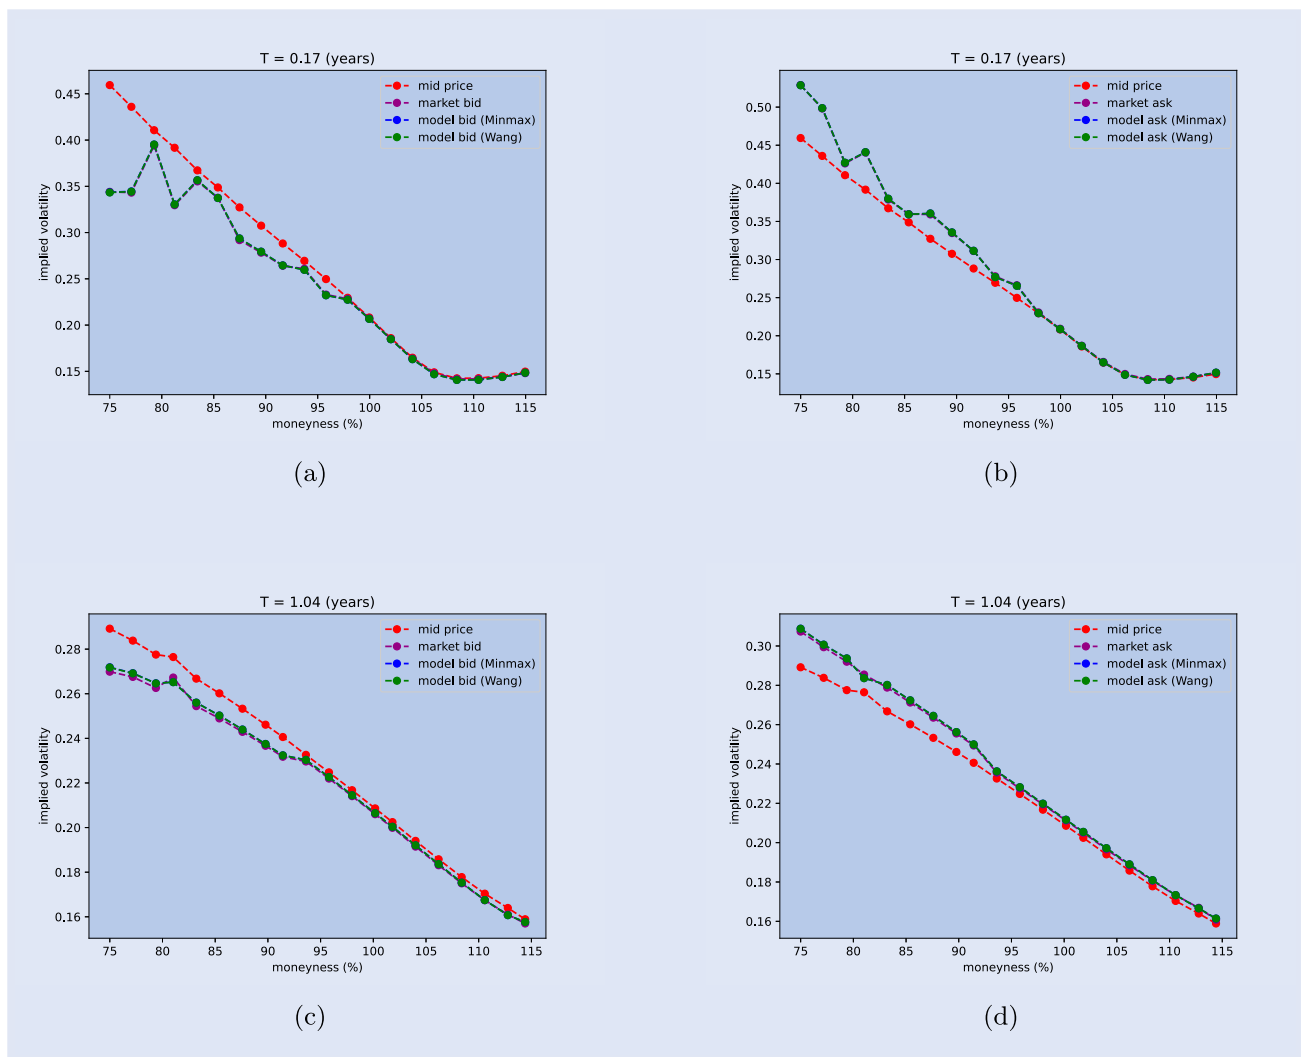 T = 0.17 (years)
mid price
market bid
model bid (Minmax)
model bid (Wang)
implied volatility
0.45
0.40
0.35
0.30
0.25
0.20
0.15
75 80 85 90 95 100 105 110 115
moneyness (%)
(a)
T = 0.17 (years)
mid price
market ask
model ask (Minmax)
model ask (Wang)
implied volatility
0.50
0.45
0.40
0.35
0.30
0.25
0.20
0.15
75 80 85 90 95 100 105 110 115
moneyness (%)
(b)
T = 1.04 (years)
mid price
market bid
model bid (Minmax)
model bid (Wang)
implied volatility
0.28
0.26
0.24
0.22
0.20
0.18
0.16
75 80 85 90 95 100 105 110 115
moneyness (%)
(c)
T = 1.04 (years)
mid price
market ask
model ask (Minmax)
model ask (Wang)
implied volatility
0.30
0.28
0.26
0.24
0.22
0.20
0.18
0.16
75 80 85 90 95 100 105 110 115
moneyness (%)
(d)